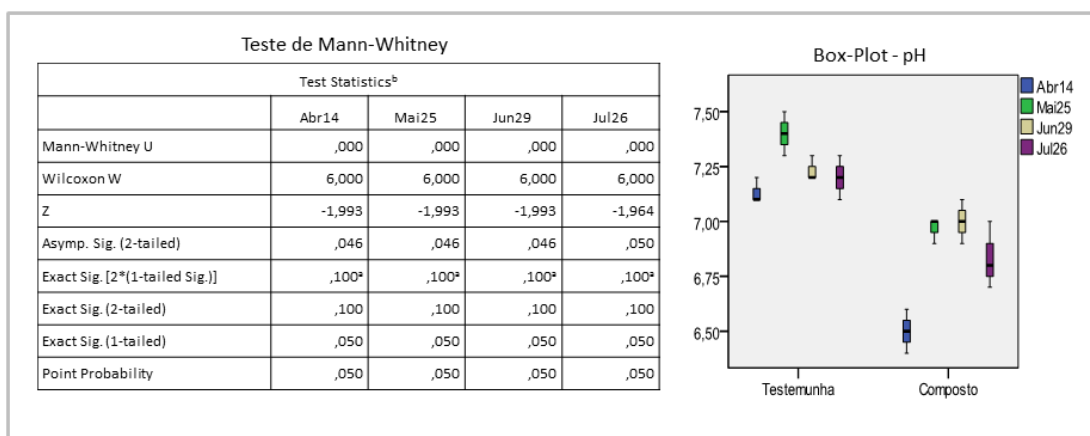 Teste de Mann-Whitney
Test Statisticsᵇ
Abr14 Mai25 Jun29 Jul26
Mann-Whitney U ,000 ,000 ,000 ,000
Wilcoxon W 6,000 6,000 6,000 6,000
Z -1,993 -1,993 -1,993 -1,964
Asymp. Sig. (2-tailed) ,046 ,046 ,046 ,050
Exact Sig. [2*(1-tailed Sig.)] ,100ᵃ ,100ᵃ ,100ᵃ ,100ᵃ
Exact Sig. (2-tailed) ,100 ,100 ,100 ,100
Exact Sig. (1-tailed) ,050 ,050 ,050 ,050
Point Probability ,050 ,050 ,050 ,050
Box-Plot - pH
7,50
7,25
7,00
6,75
6,50
Testemunha Composto
Abr14
Mai25
Jun29
Jul26